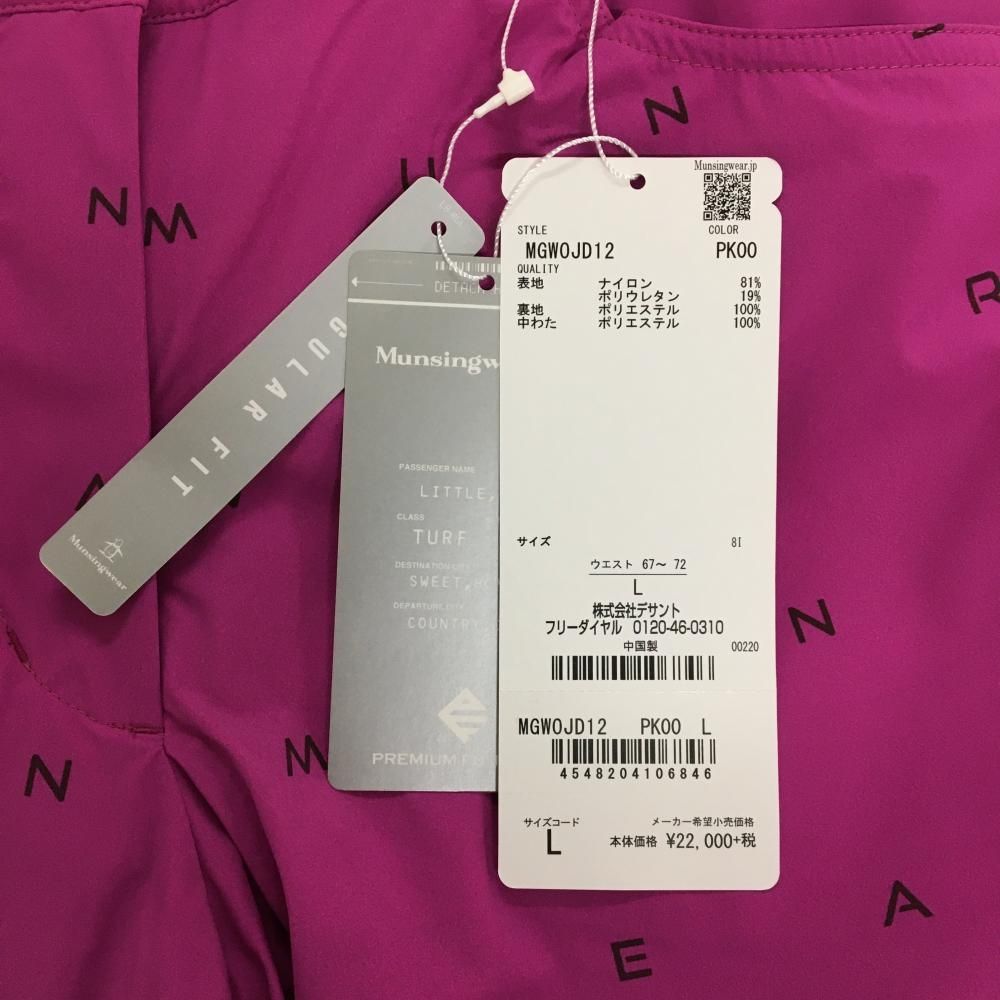 Munsingwear.jp
STYLE
COLOR
MGWOJD12
PK00
QUALITY
表地 ナイロン 81%
ポリウレタン 19%
裏地 ポリエステル 100%
中わた ポリエステル 100%
サイズ
8I
ウエスト 67〜 72
L
株式会社デサント
フリーダイヤル 0120-46-0310
中国製
00220
MGWOJD12 PK00 L
4548204106846
サイズコード
L
メーカー希望小売価格
本体価格 ¥22,000+税
GULAR FIT
Munsingwear
DETACH
Munsingw
PASSENGER NAME
LITTLE,
CLASS
TURF
DESTINATION CITY
SWEET,
DEPARTURE CITY
COUNTRY
PREMIUM
N
U
N
M
R
N
N
M
A
E